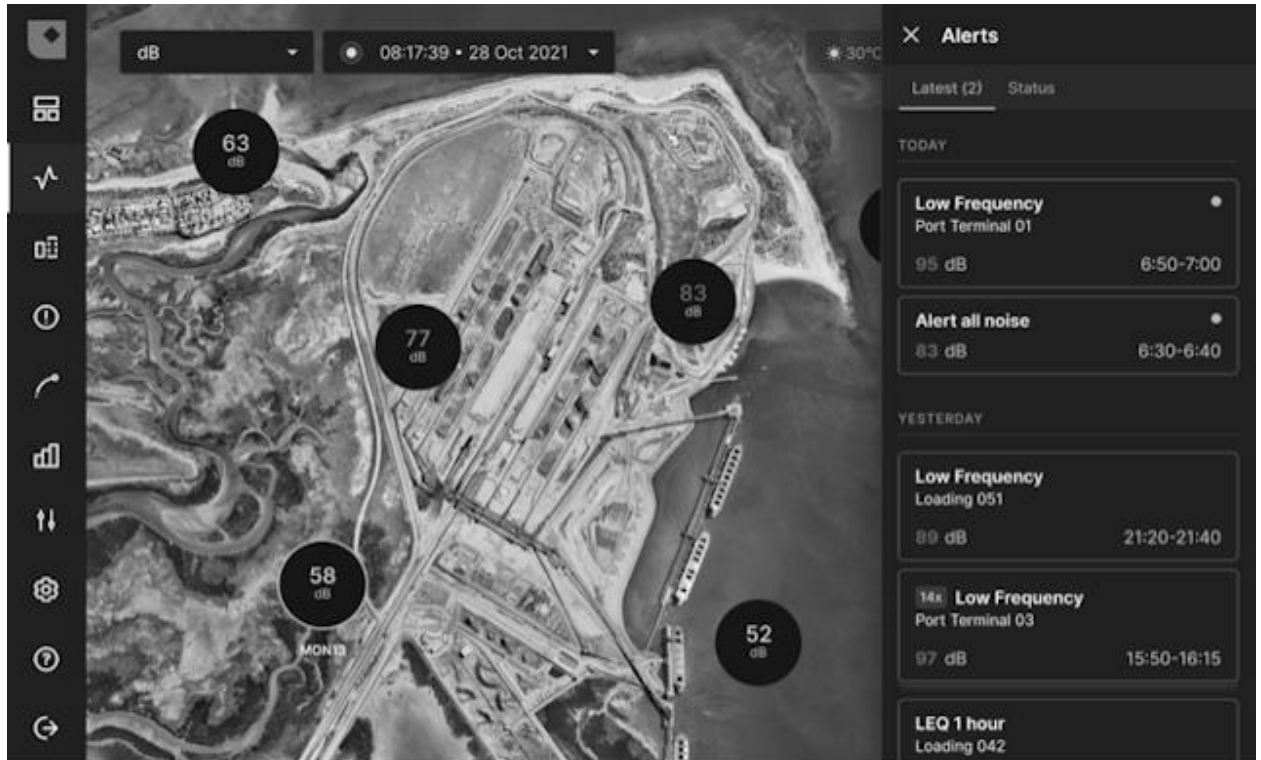 dB
08:17:39 • 28 Oct 2021
30°C
63
dB
83
dB
77
dB
58
dB
MON13
52
dB
Alerts
Latest (2) Status
TODAY
Low Frequency
Port Terminal 01
95 dB 6:50-7:00
Alert all noise
83 dB 6:30-6:40
YESTERDAY
Low Frequency
Loading 051
89 dB 21:20-21:40
14x Low Frequency
Port Terminal 03
97 dB 15:50-16:15
LEQ 1 hour
Loading 042